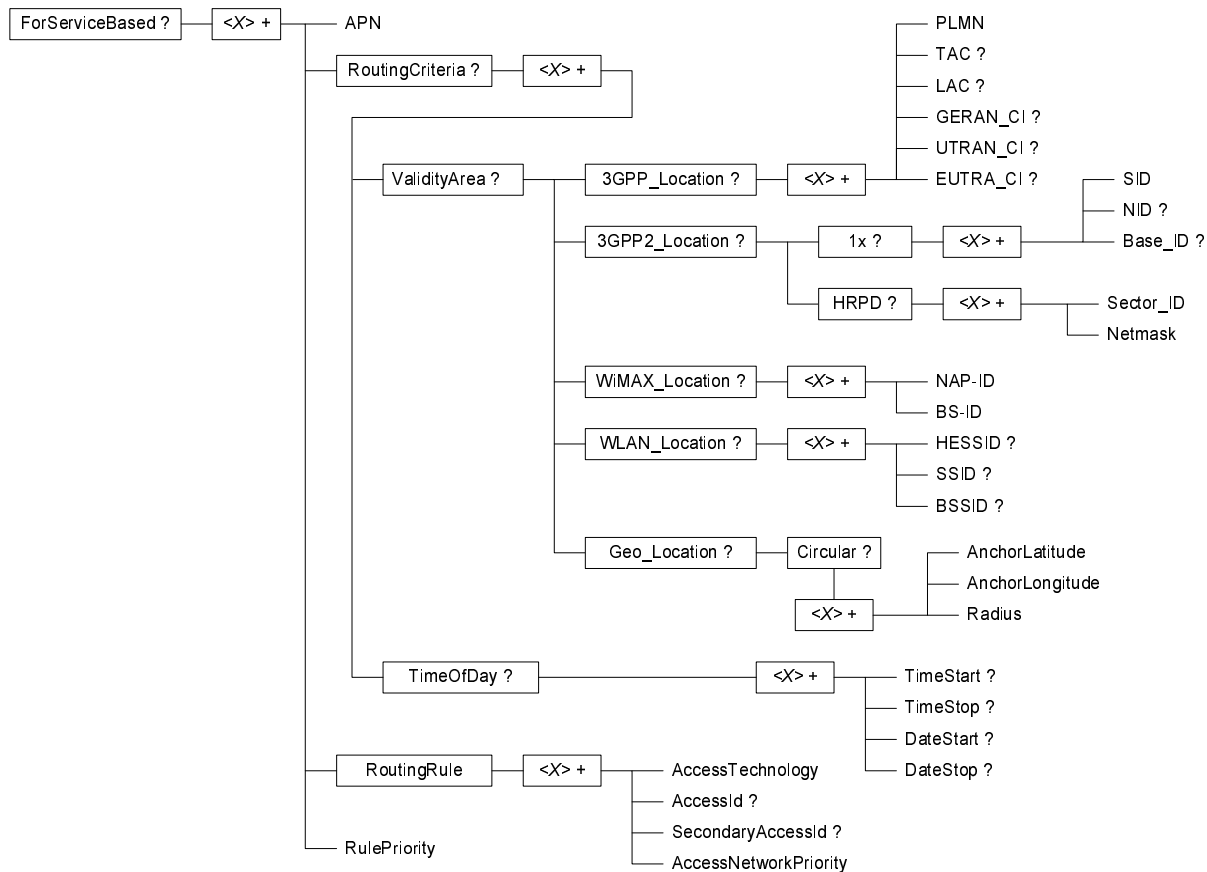 ForServiceBased ?
<X> +
APN
RoutingCriteria ?
<X> +
ValidityArea ?
3GPP_Location ?
<X> +
PLMN
TAC ?
LAC ?
GERAN_CI ?
UTRAN_CI ?
EUTRA_CI ?
3GPP2_Location ?
1x ?
<X> +
SID
NID ?
Base_ID ?
HRPD ?
<X> +
Sector_ID
Netmask
WiMAX_Location ?
<X> +
NAP-ID
BS-ID
WLAN_Location ?
<X> +
HESSID ?
SSID ?
BSSID ?
Geo_Location ?
Circular ?
<X> +
AnchorLatitude
AnchorLongitude
Radius
TimeOfDay ?
<X> +
TimeStart ?
TimeStop ?
DateStart ?
DateStop ?
RoutingRule
<X> +
AccessTechnology
AccessId ?
SecondaryAccessId ?
AccessNetworkPriority
RulePriority